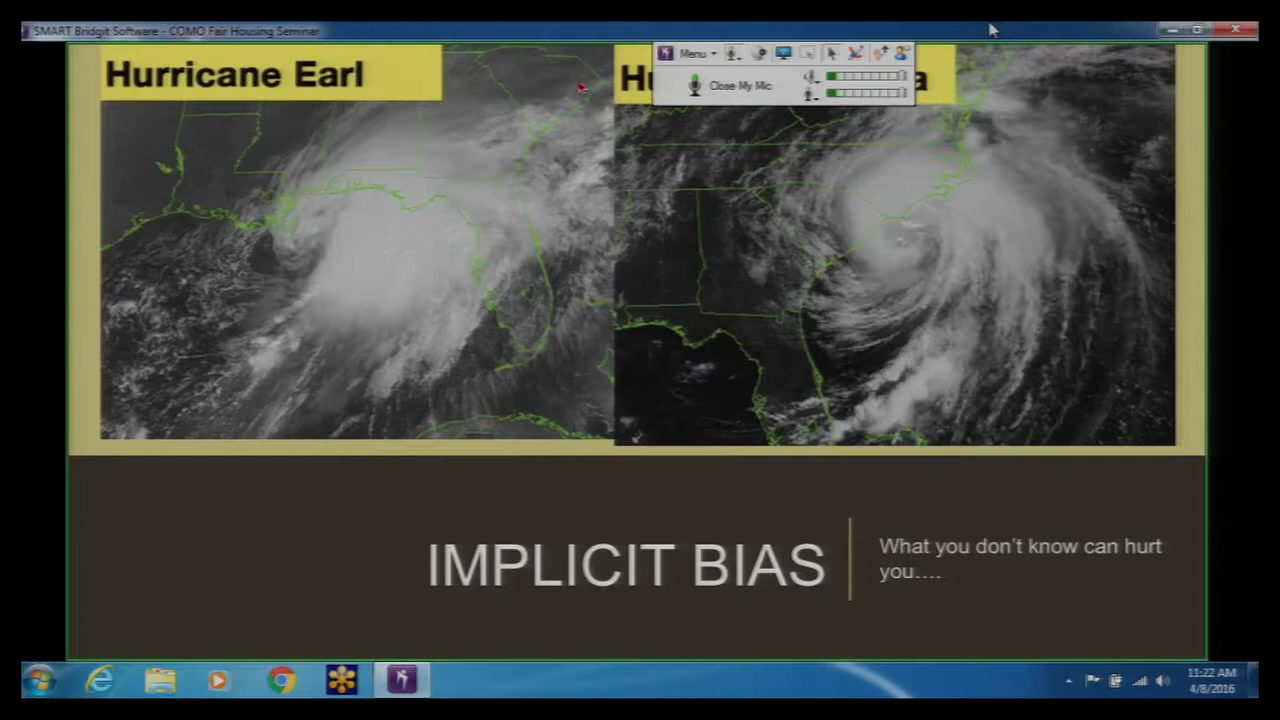 SMART Bridgit Software - COMO Fair Housing Seminar
Hurricane Earl
Menu
Close My Mic
IMPLICIT BIAS
What you don't know can hurt
you....
11:22 AM
4/8/2016